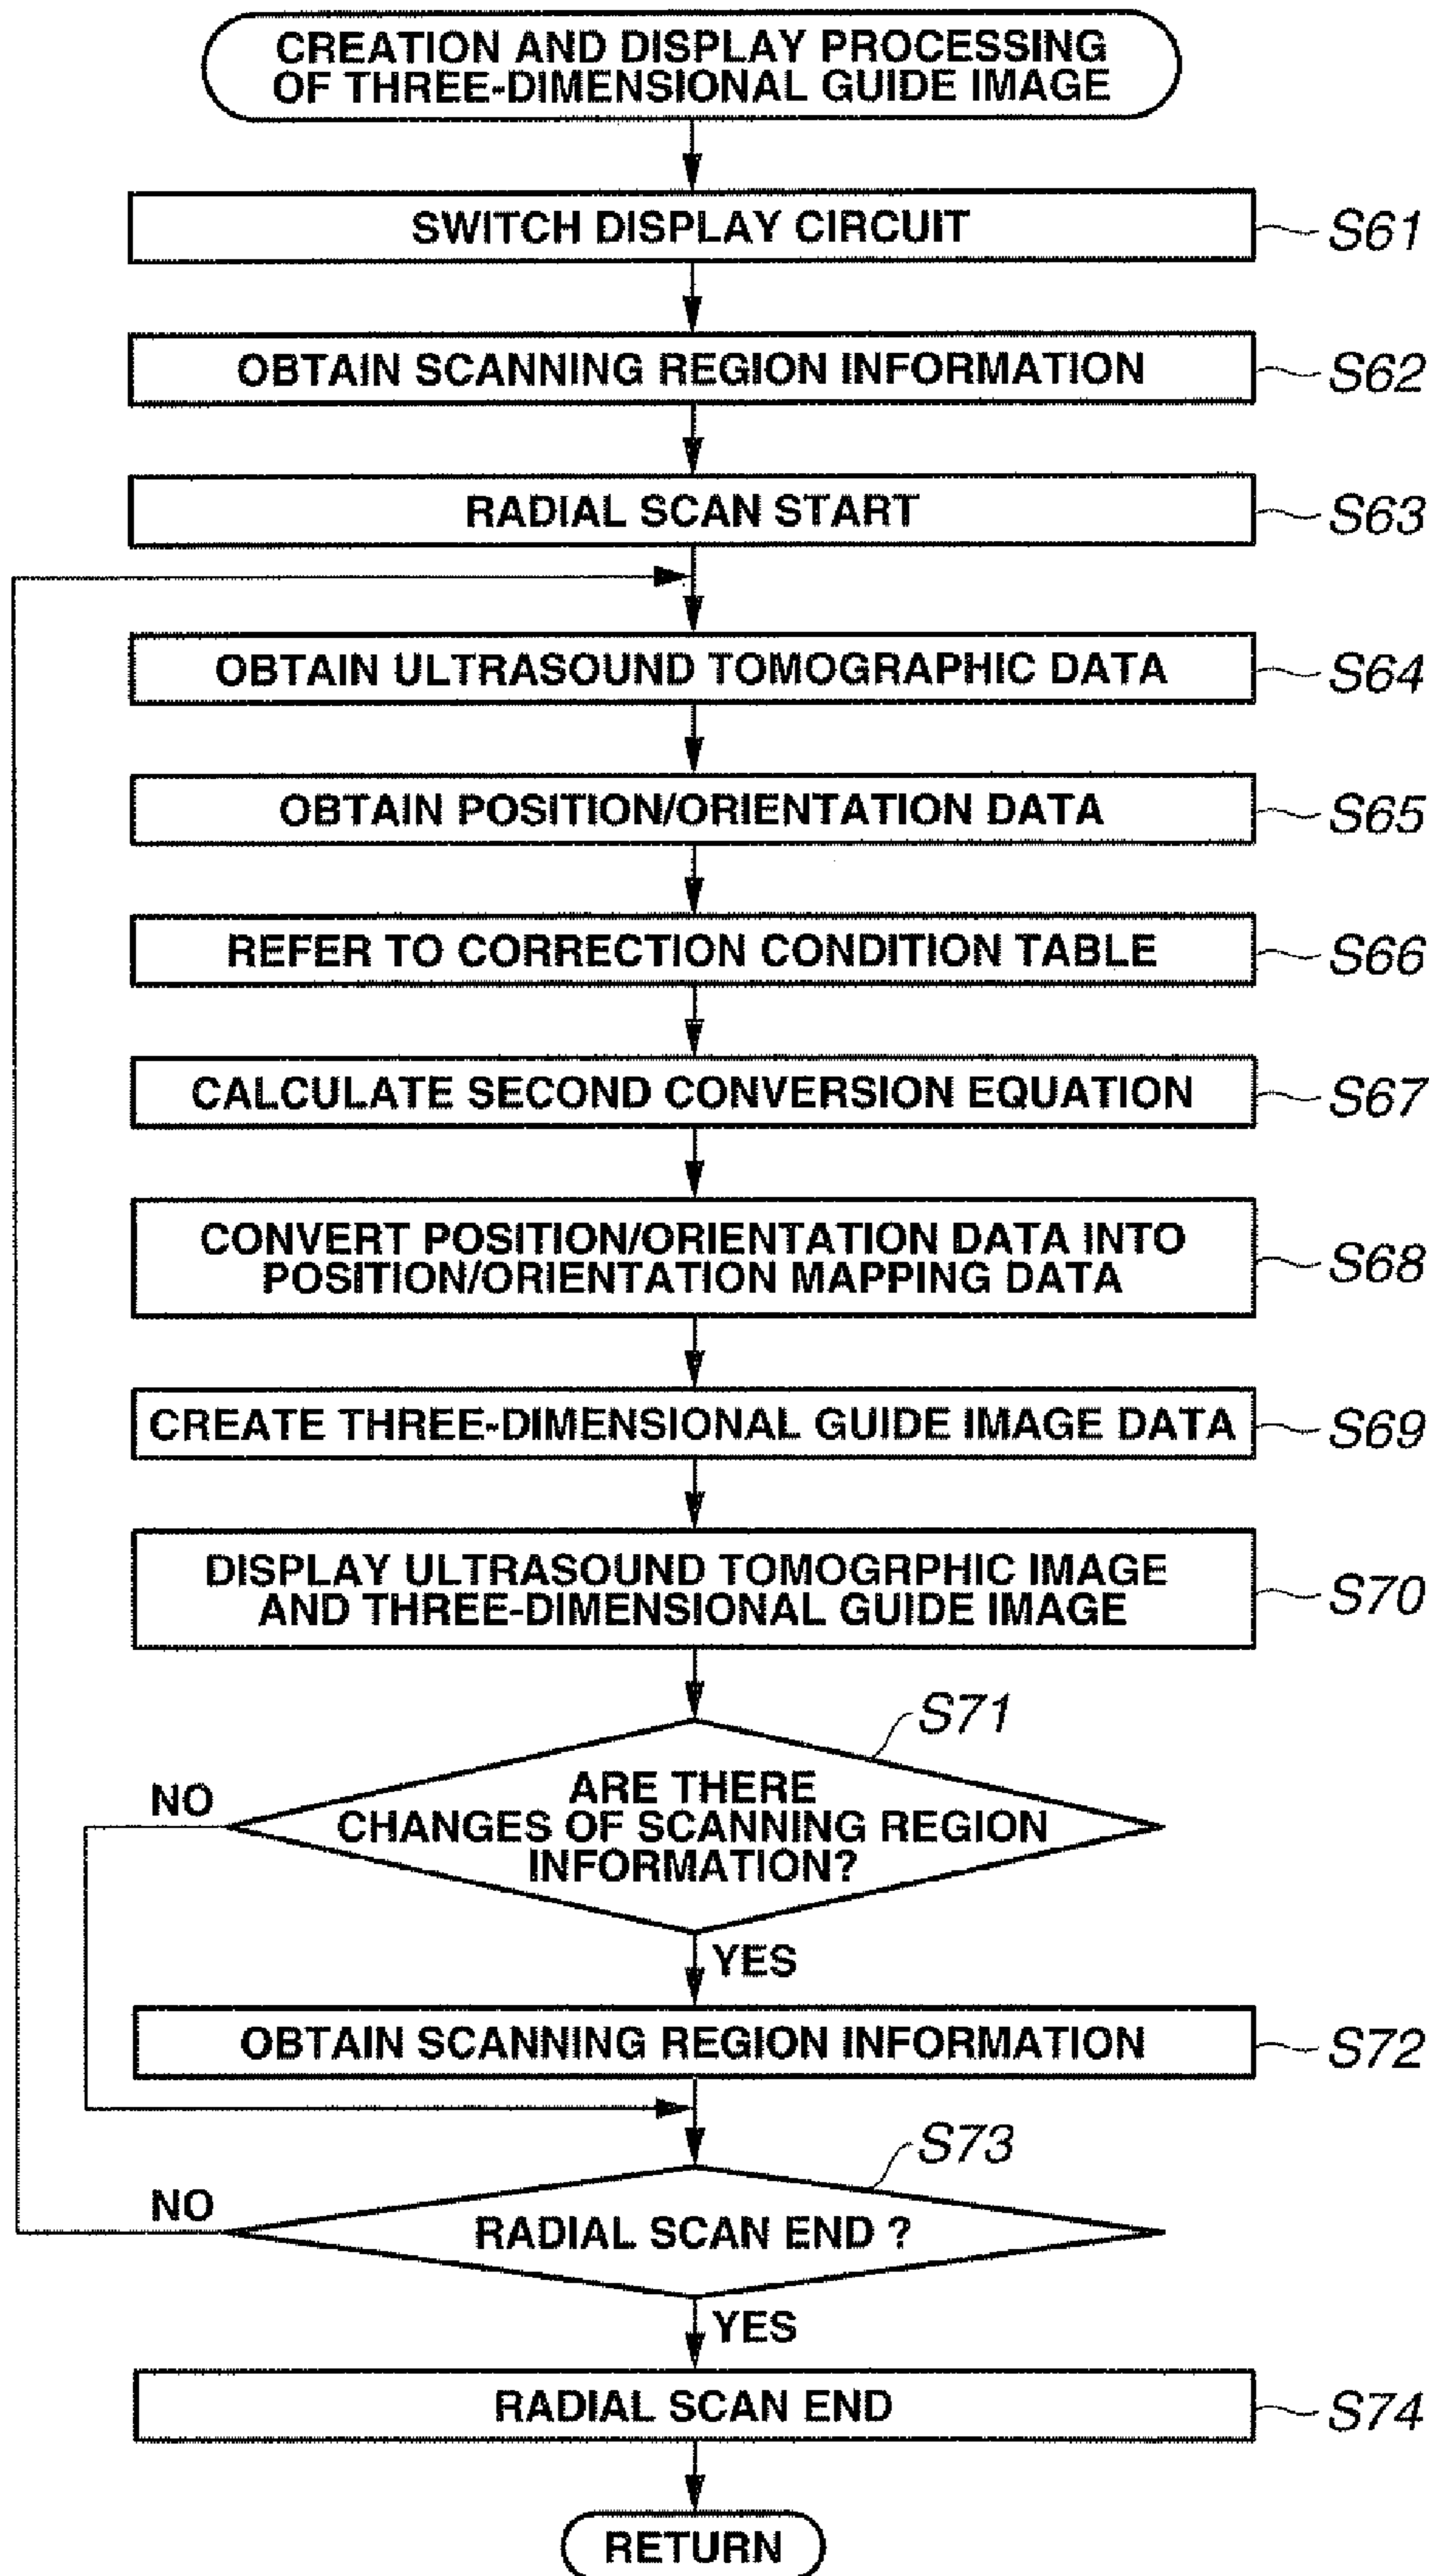 CREATION AND DISPLAY PROCESSING
OF THREE-DIMENSIONAL GUIDE IMAGE
SWITCH DISPLAY CIRCUIT
S61
OBTAIN SCANNING REGION INFORMATION
S62
RADIAL SCAN START
S63
OBTAIN ULTRASOUND TOMOGRAPHIC DATA
S64
OBTAIN POSITION/ORIENTATION DATA
S65
REFER TO CORRECTION CONDITION TABLE
S66
CALCULATE SECOND CONVERSION EQUATION
S67
CONVERT POSITION/ORIENTATION DATA INTO
POSITION/ORIENTATION MAPPING DATA
S68
CREATE THREE-DIMENSIONAL GUIDE IMAGE DATA
S69
DISPLAY ULTRASOUND TOMOGRPHIC IMAGE
AND THREE-DIMENSIONAL GUIDE IMAGE
S70
S71
NO
ARE THERE
CHANGES OF SCANNING REGION
INFORMATION?
YES
OBTAIN SCANNING REGION INFORMATION
S72
S73
NO
RADIAL SCAN END ?
YES
RADIAL SCAN END
S74
RETURN